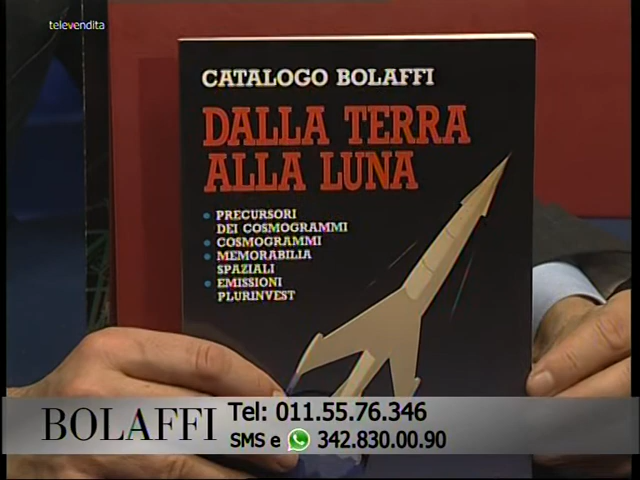 televendita
CATALOGO BOLAFFI
DALLA TERRA
ALLA LUNA
PRECURSORI
DEI COSMOGRAMMI
COSMOGRAMMI
MEMORABILIA
SPAZIALI
EMISSIONI
PLURINVEST
BOLAFFI
Tel: 011.55.76.346
SMS e 342.830.00.90